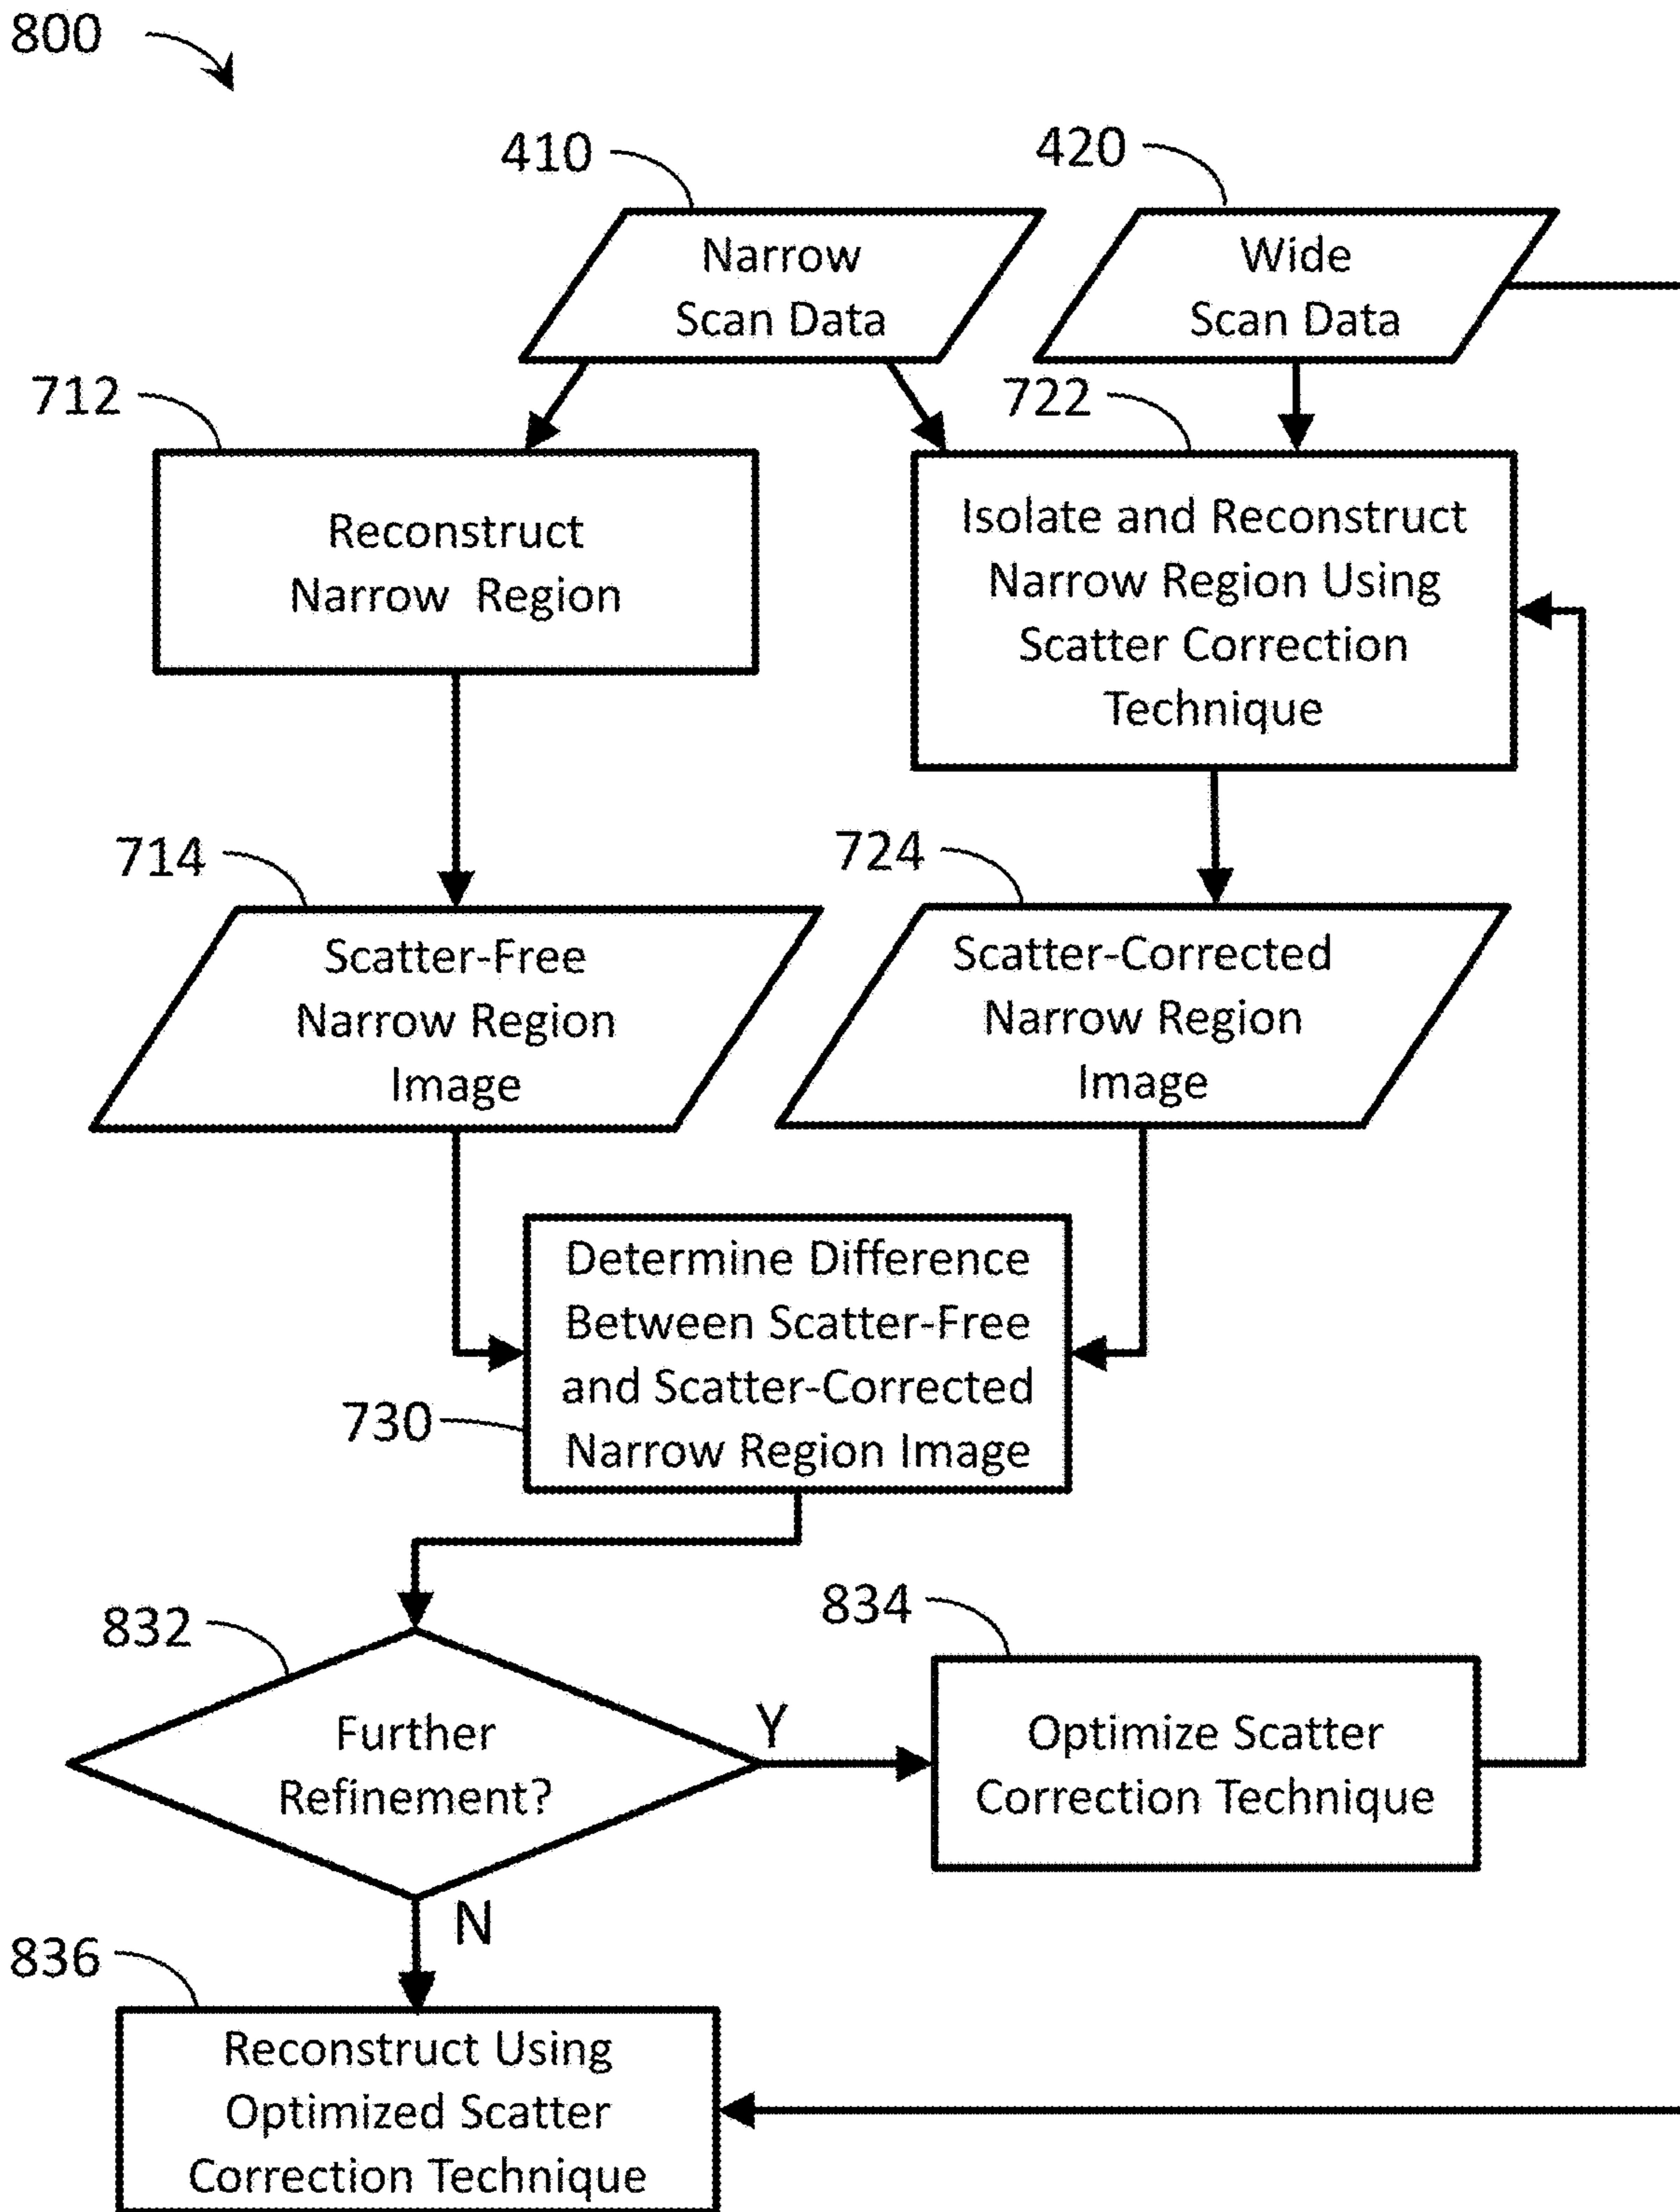 800
410
420
Narrow
Scan Data
Wide
Scan Data
712
722
Reconstruct
Narrow Region
Isolate and Reconstruct
Narrow Region Using
Scatter Correction
Technique
714
724
Scatter-Free
Narrow Region
Image
Scatter-Corrected
Narrow Region
Image
Determine Difference
Between Scatter-Free
and Scatter-Corrected
Narrow Region Image
730
832
834
Further
Refinement?
Y
Optimize Scatter
Correction Technique
N
836
Reconstruct Using
Optimized Scatter
Correction Technique